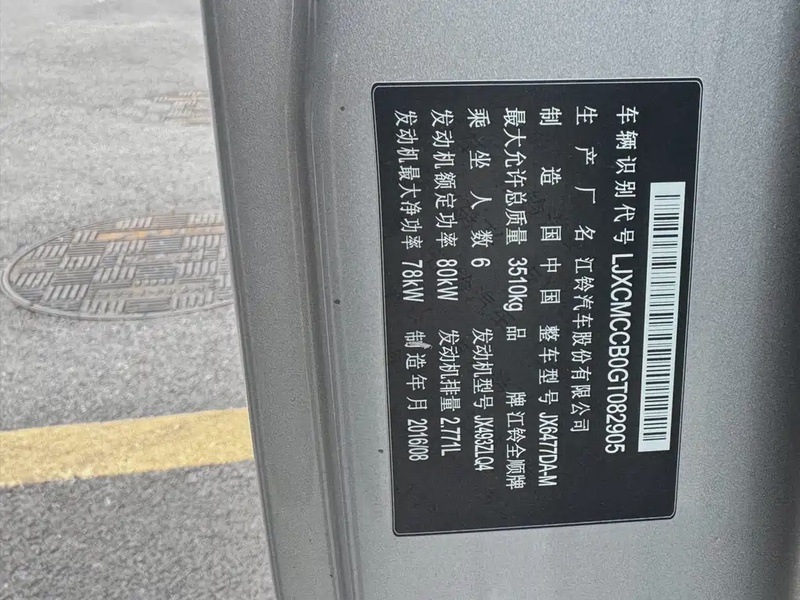 车辆识别代号 LJXCMCCB0GT082905
生产厂名 江铃汽车股份有限公司
制造国 中国 整车型号 JX6477DA-M
最大允许总质量 3510kg 品牌 江铃全顺牌
乘坐人数 6 发动机型号 JX493ZLQ4
发动机额定功率 80kW 发动机排量 2.771L
发动机最大净功率 78kW 制造年月 2016/08